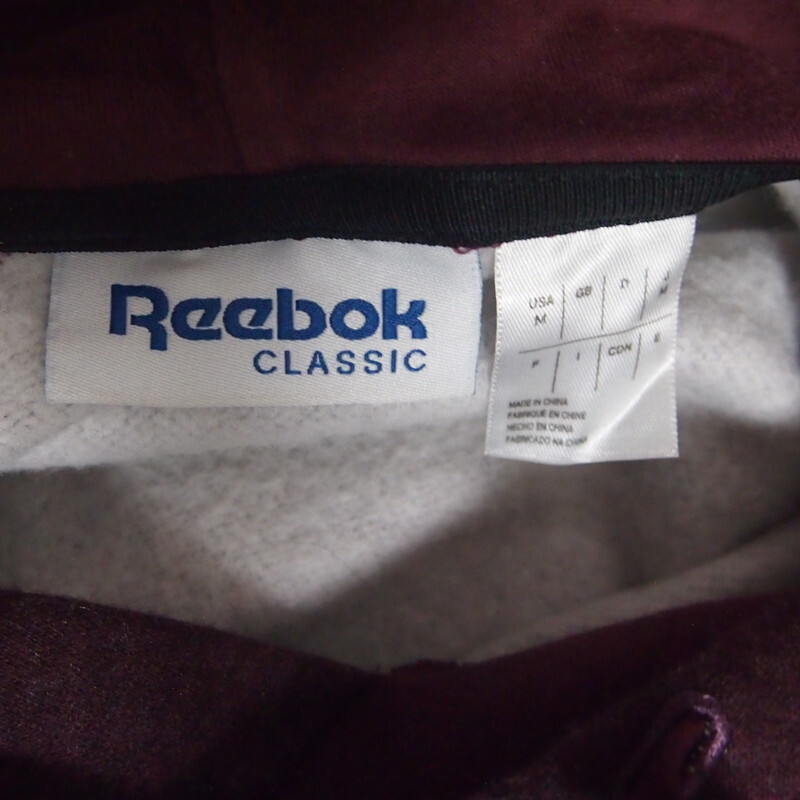 Reebok
CLASSIC
USA GB D J
M M
F I CDN E
MADE IN CHINA
FABRIQUÉ EN CHINE
HECHO EN CHINA
FABRICADO NA CHINA